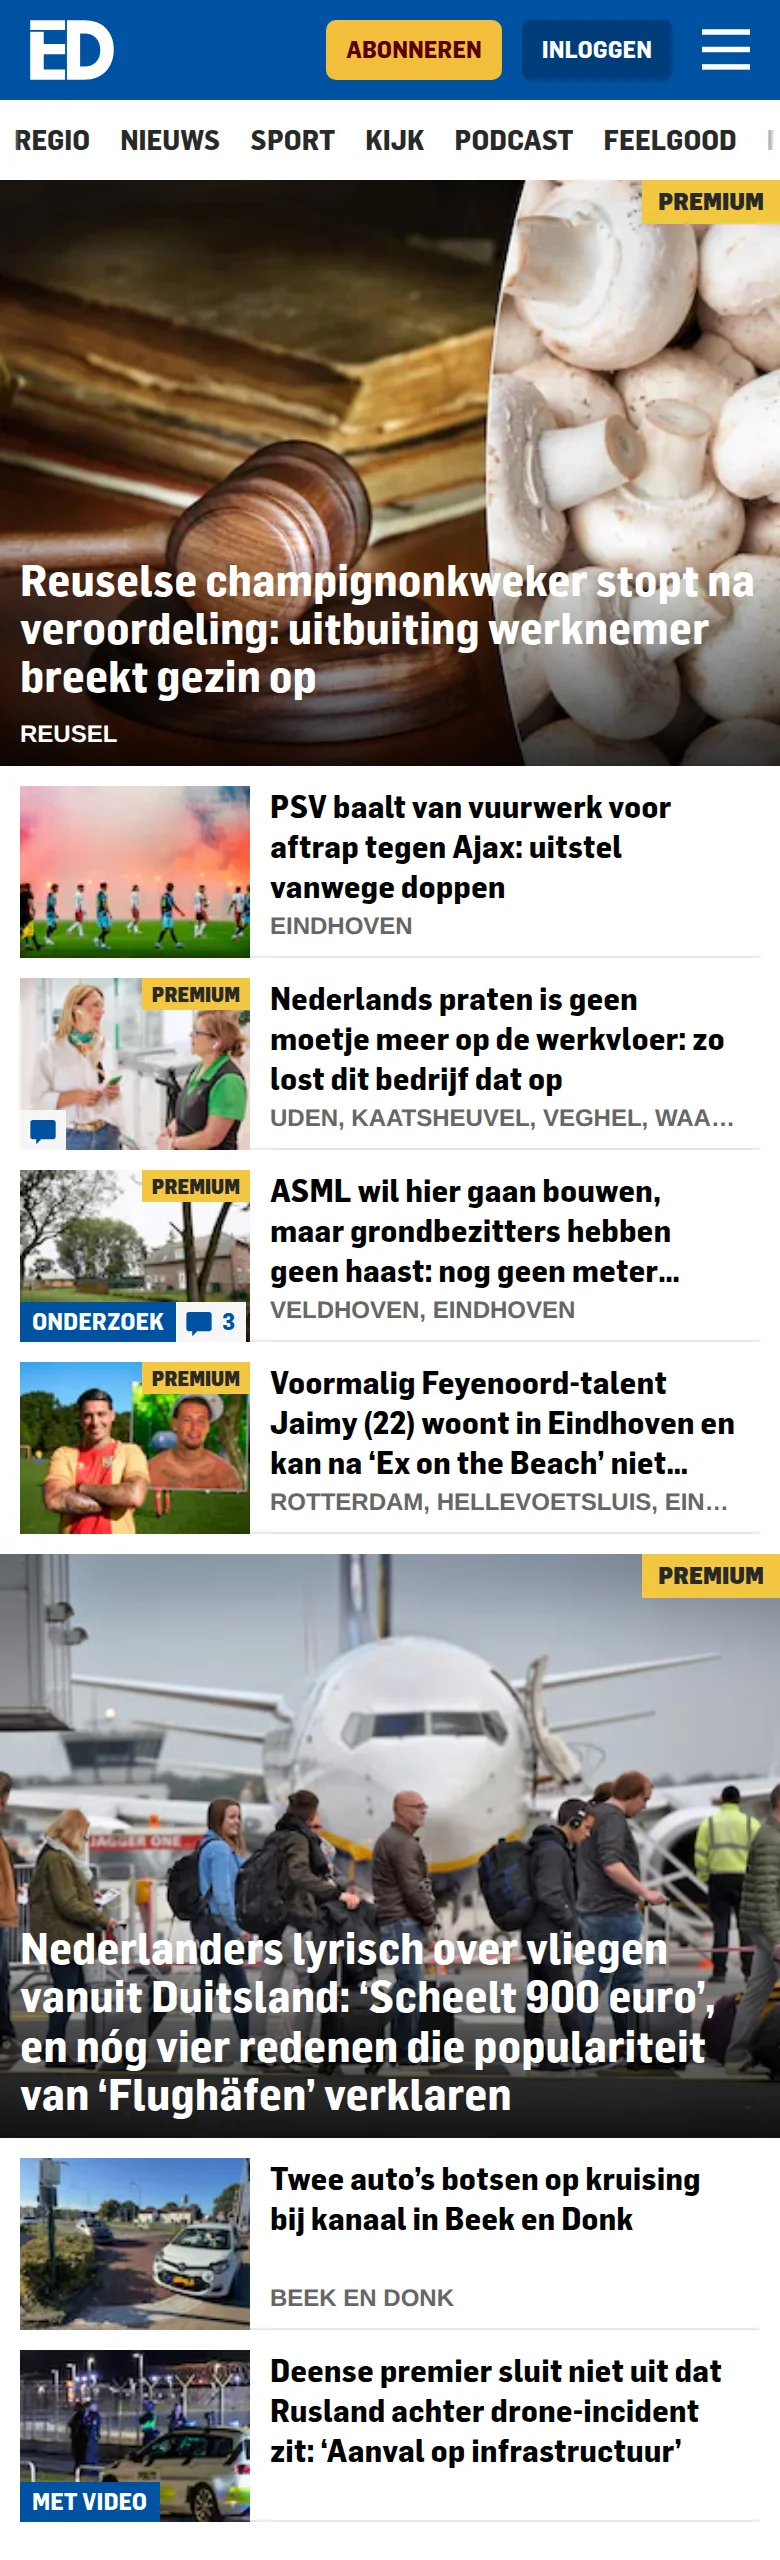 ED
ABONNEREN
INLOGGEN
REGIO NIEUWS SPORT KIJK PODCAST FEELGOOD
PREMIUM
Reuselse champignonkweker stopt na
veroordeling: uitbuiting werknemer
breekt gezin op
REUSEL
PSV baalt van vuurwerk voor
aftrap tegen Ajax: uitstel
vanwege doppen
EINDHOVEN
PREMIUM
Nederlands praten is geen
moetje meer op de werkvloer: zo
lost dit bedrijf dat op
UDEN, KAATSHEUVEL, VEGHEL, WAA...
PREMIUM
ONDERZOEK
3
ASML wil hier gaan bouwen,
maar grondbezitters hebben
geen haast: nog geen meter...
VELDHOVEN, EINDHOVEN
PREMIUM
Voormalig Feyenoord-talent
Jaimy (22) woont in Eindhoven en
kan na ‘Ex on the Beach’ niet...
ROTTERDAM, HELLEVOETSLUIS, EIN...
PREMIUM
JAGGER ONE
Nederlanders lyrisch over vliegen
vanuit Duitsland: ‘Scheelt 900 euro’,
en nóg vier redenen die populariteit
van ‘Flughäfen’ verklaren
Twee auto’s botsen op kruising
bij kanaal in Beek en Donk
BEEK EN DONK
MET VIDEO
Deense premier sluit niet uit dat
Rusland achter drone-incident
zit: ‘Aanval op infrastructuur’